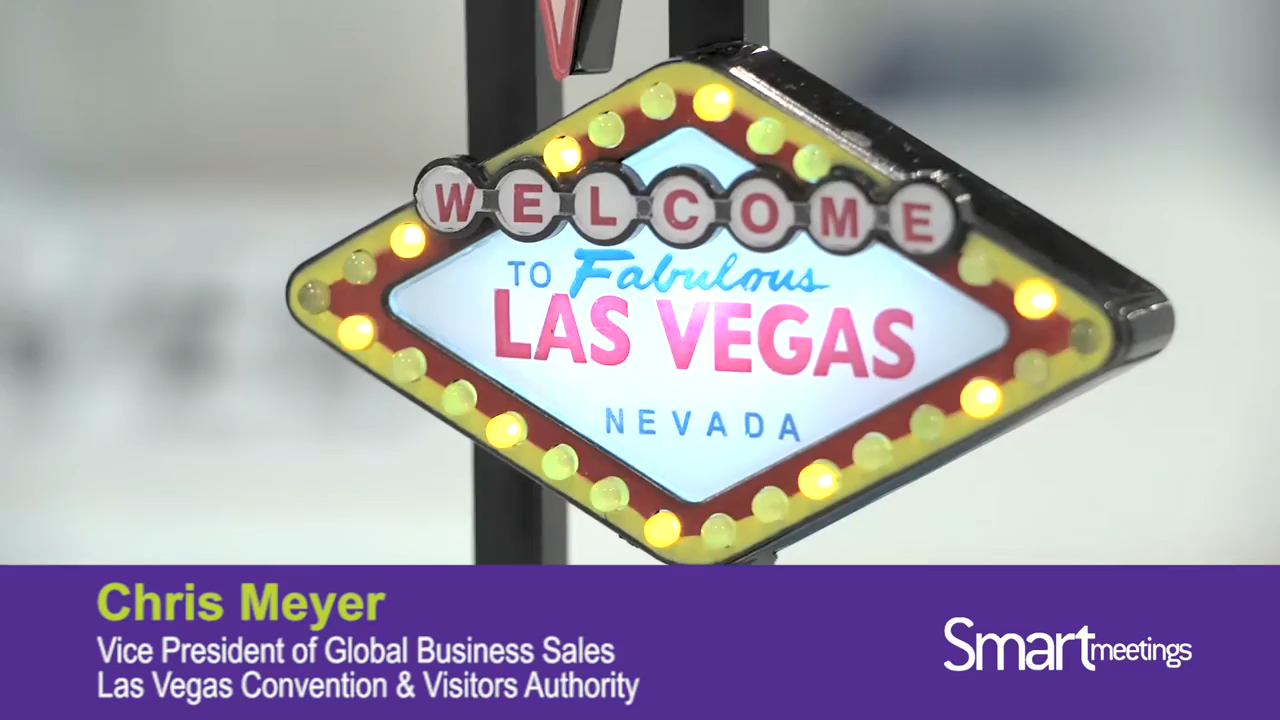 WELCOME
TO Fabulous
LAS VEGAS
NEVADA
Chris Meyer
Vice President of Global Business Sales
Las Vegas Convention & Visitors Authority
Smartmeetings